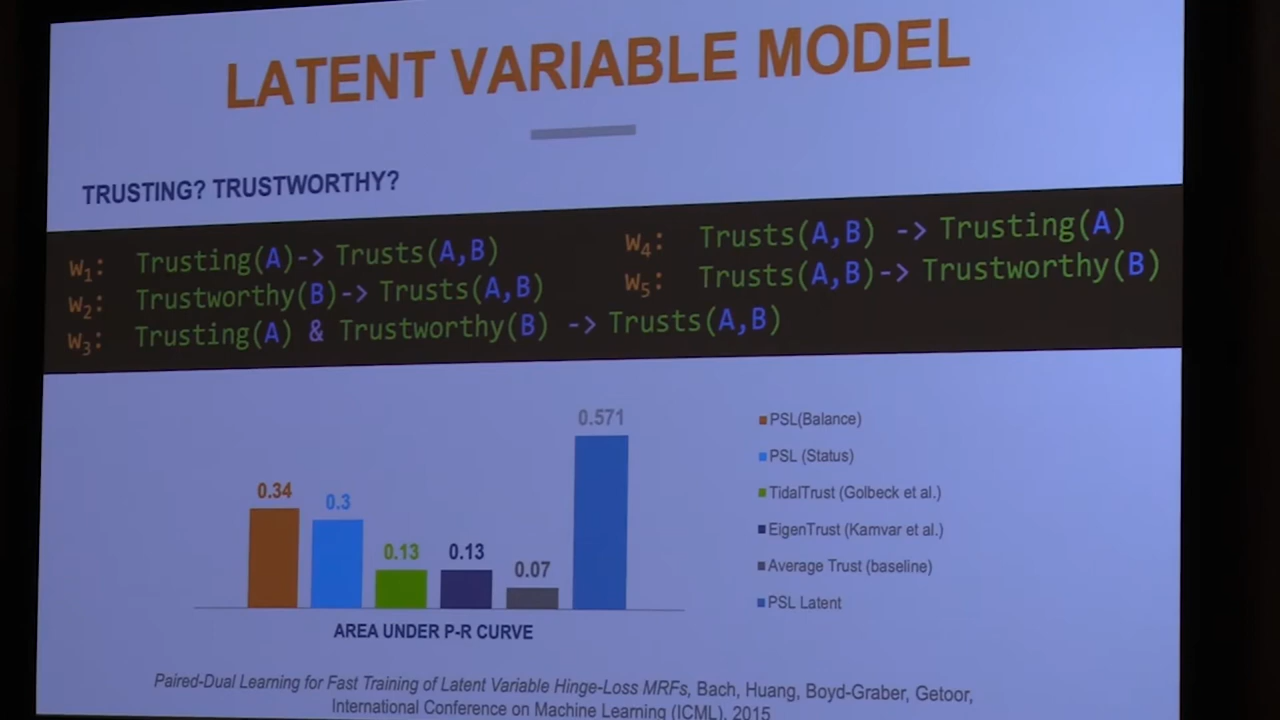 LATENT VARIABLE MODEL
TRUSTING? TRUSTWORTHY?
w1: Trusting(A)-> Trusts(A,B)
w2: Trustworthy(B)-> Trusts(A,B)
w3: Trusting(A) & Trustworthy(B) -> Trusts(A,B)
w4: Trusts(A,B) -> Trusting(A)
w5: Trusts(A,B)-> Trustworthy(B)
0.34
0.3
0.13
0.13
0.07
0.571
AREA UNDER P-R CURVE
PSL(Balance)
PSL (Status)
TidalTrust (Golbeck et al.)
EigenTrust (Kamvar et al.)
Average Trust (baseline)
PSL Latent
Paired-Dual Learning for Fast Training of Latent Variable Hinge-Loss MRFs, Bach, Huang, Boyd-Graber, Getoor,
International Conference on Machine Learning (ICML), 2015